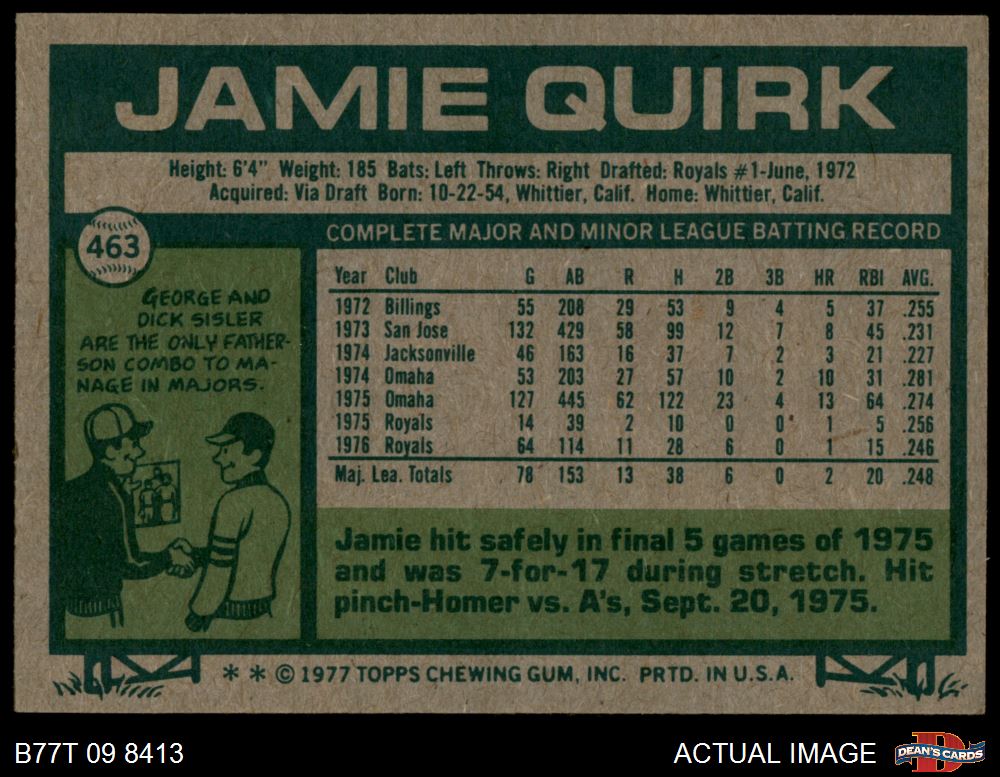 JAMIE QUIRK
Height: 6'4" Weight: 185 Bats: Left Throws: Right Drafted: Royals #1-June, 1972
Acquired: Via Draft Born: 10-22-54, Whittier, Calif. Home: Whittier, Calif.
463
GEORGE AND
DICK SISLER
ARE THE ONLY FATHER-
SON COMBO TO MA-
NAGE IN MAJORS.
COMPLETE MAJOR AND MINOR LEAGUE BATTING RECORD
Year Club G AB R H 2B 3B HR RBI AVG.
1972 Billings 55 208 29 53 9 4 5 37 .255
1973 San Jose 132 429 58 99 12 7 8 45 .231
1974 Jacksonville 46 163 16 37 7 2 3 21 .227
1974 Omaha 53 203 27 57 10 2 10 31 .281
1975 Omaha 127 445 62 122 23 4 13 64 .274
1975 Royals 14 39 2 10 0 0 1 5 .256
1976 Royals 64 114 11 28 6 0 1 15 .246
Maj. Lea. Totals 78 153 13 38 6 0 2 20 .248
Jamie hit safely in final 5 games of 1975
and was 7-for-17 during stretch. Hit
pinch-Homer vs. A's, Sept. 20, 1975.
* * © 1977 TOPPS CHEWING GUM, INC. PRTD. IN U.S.A.
B77T 09 8413
ACTUAL IMAGE
D
DEAN'S CARDS